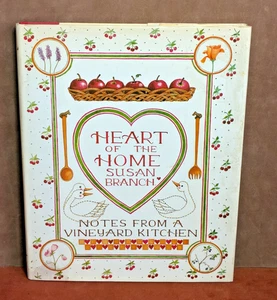 HEART
OF THE
HOME
SUSAN
BRANCH
NOTES FROM A
VINEYARD KITCHEN